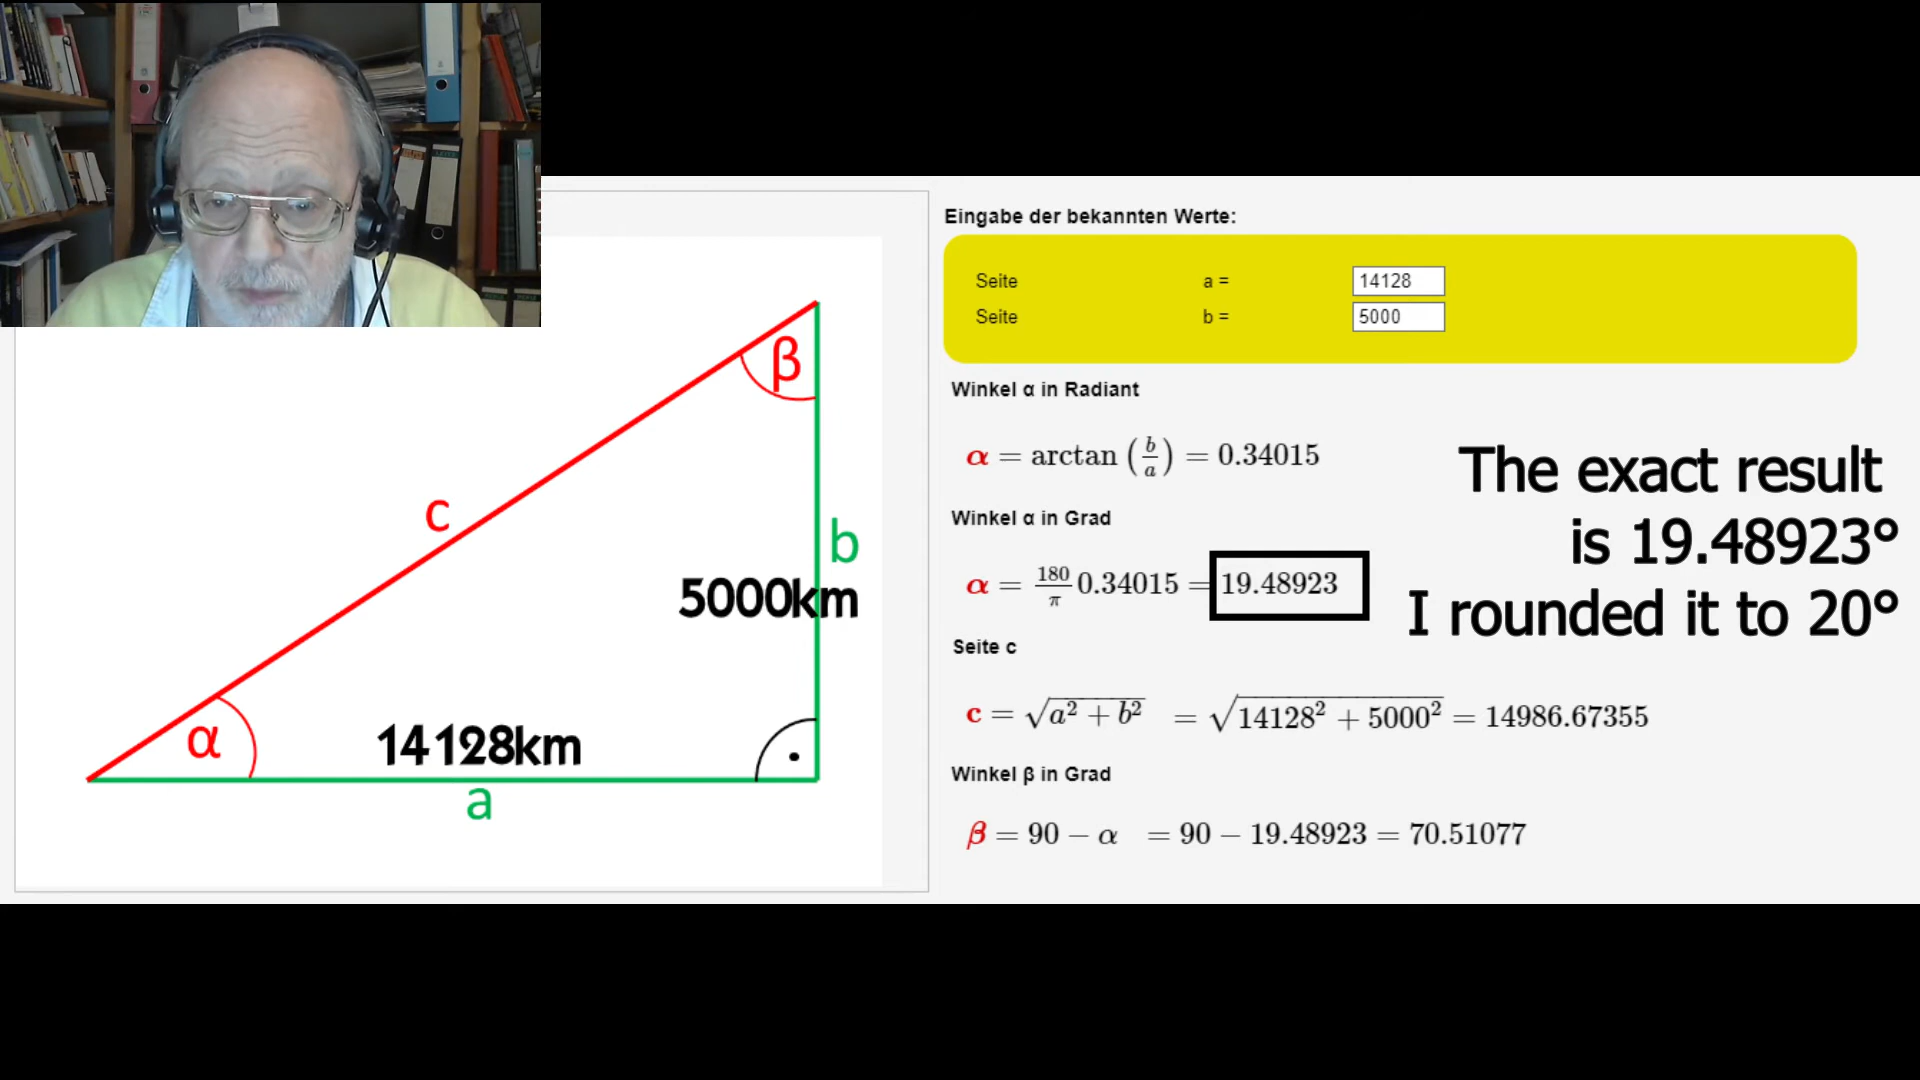 Eingabe der bekannten Werte:
Seite a = 14128
Seite b = 5000
Winkel α in Radiant
α = arctan (b/a) = 0.34015
Winkel α in Grad
α = 180/π 0.34015 = 19.48923
Seite c
c = √a² + b² = √14128² + 5000² = 14986.67355
Winkel β in Grad
β = 90 − α = 90 − 19.48923 = 70.51077
The exact result
is 19.48923°
I rounded it to 20°
β
c
b
5000km
α
14128km
a